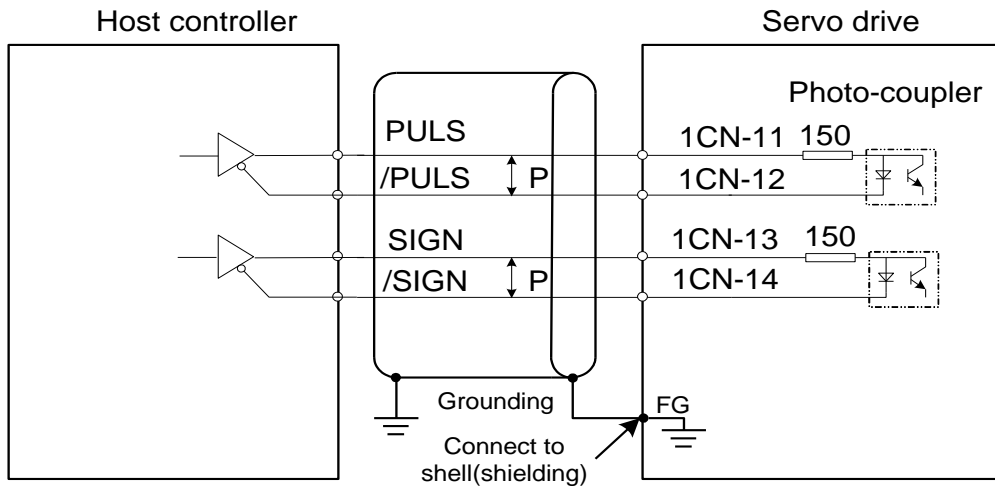 Host controller
Servo drive
Photo-coupler
PULS
1CN-11 150
/PULS P 1CN-12
SIGN
1CN-13 150
/SIGN P 1CN-14
Grounding
FG
Connect to
shell(shielding)